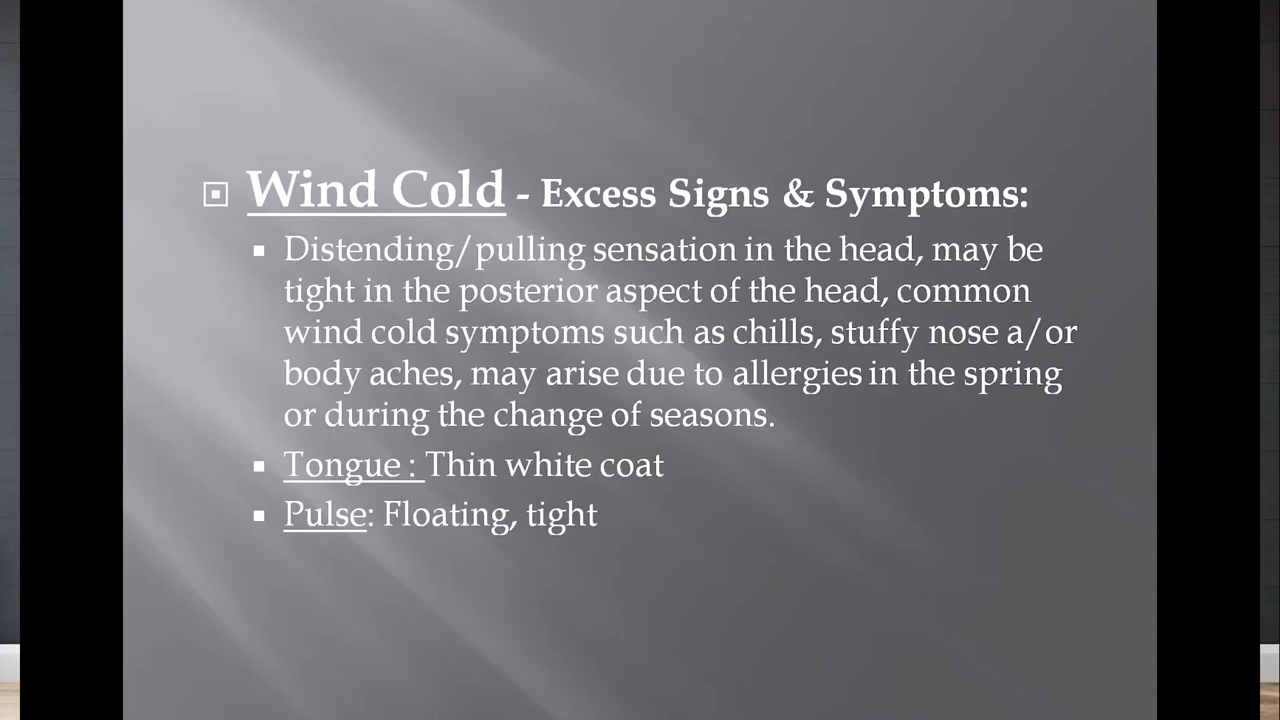 Wind Cold - Excess Signs & Symptoms:
Distending/pulling sensation in the head, may be
tight in the posterior aspect of the head, common
wind cold symptoms such as chills, stuffy nose a/or
body aches, may arise due to allergies in the spring
or during the change of seasons.
Tongue : Thin white coat
Pulse: Floating, tight